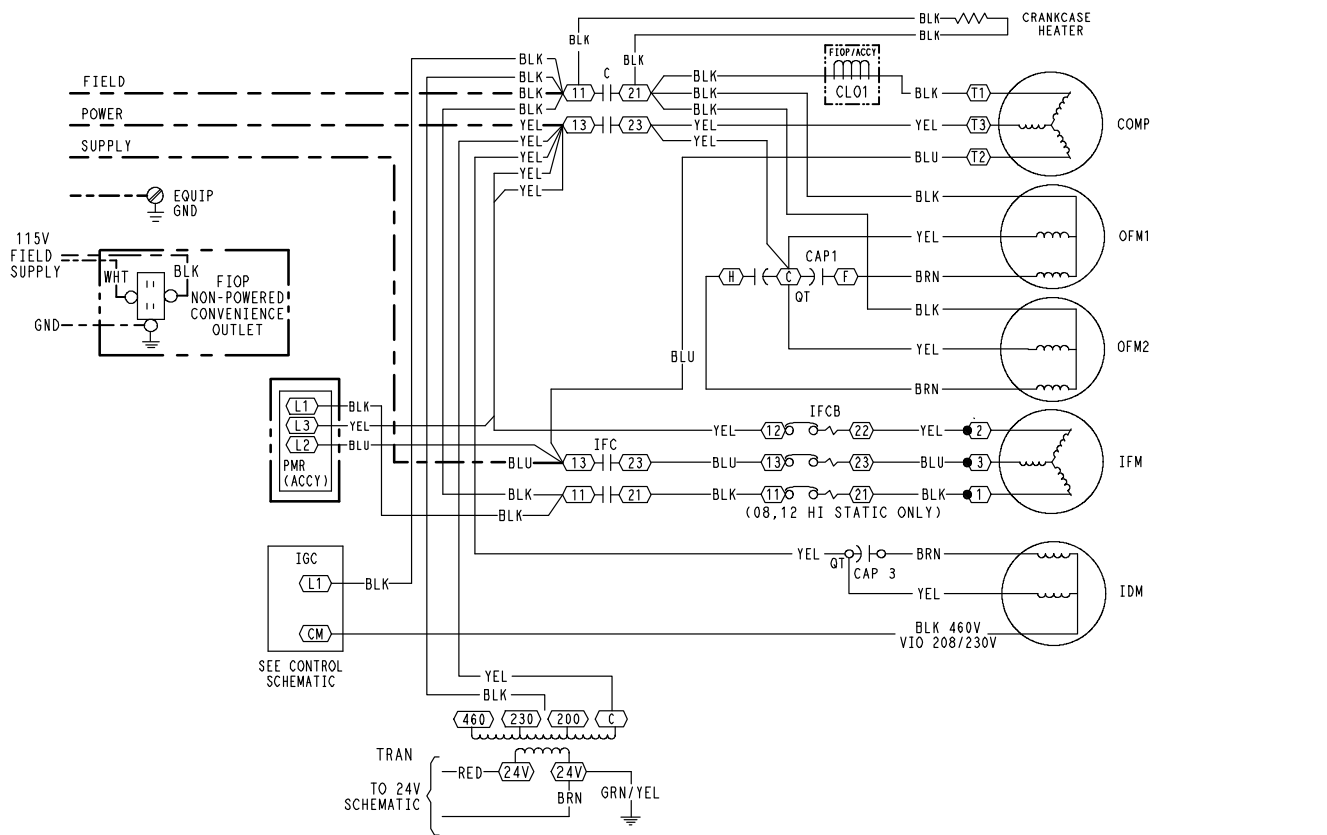 BLK
CRANKCASE
HEATER
BLK
BLK
FIOP/ACCY
BLK
BLK
C
BLK
BLK
FIELD
BLK
11
21
BLK
CLO1
BLK
T1
POWER
BLK
BLK
YEL
13
23
YEL
YEL
T3
COMP
YEL
YEL
SUPPLY
YEL
BLU
T2
YEL
YEL
EQUIP
GND
BLK
115V
FIELD
SUPPLY
YEL
OFM1
WHT
BLK
FIOP
NON-POWERED
CONVENIENCE
OUTLET
GND
CAP1
H
C
F
QT
BRN
BLK
BLU
YEL
OFM2
BRN
L1
BLK
L3
YEL
L2
BLU
PMR
(ACCY)
IFCB
YEL
12
22
YEL
2
IFC
BLU
13
23
BLU
13
23
BLU
3
IFM
BLK
11
21
BLK
11
21
BLK
1
BLK
(08,12 HI STATIC ONLY)
IGC
L1
BLK
YEL
QT
CAP 3
BRN
YEL
IDM
CM
BLK 460V
VIO 208/230V
SEE CONTROL
SCHEMATIC
YEL
BLK
460
230
200
C
TRAN
RED
24V
24V
TO 24V
SCHEMATIC
BRN
GRN/YEL